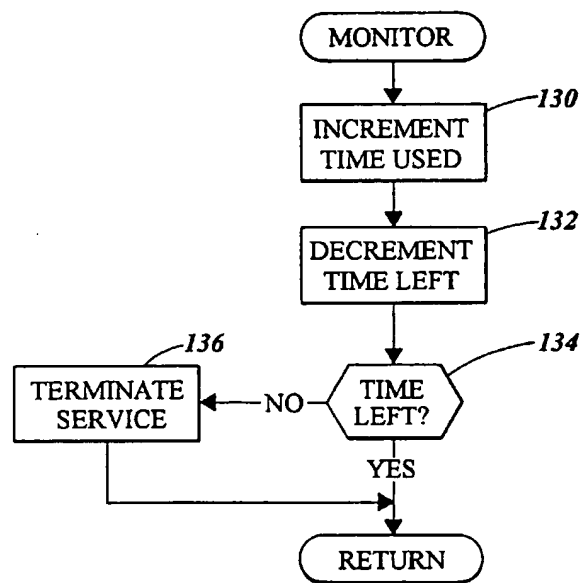 MONITOR
130
INCREMENT
TIME USED
132
DECREMENT
TIME LEFT
134
TIME
LEFT?
NO
136
TERMINATE
SERVICE
YES
RETURN